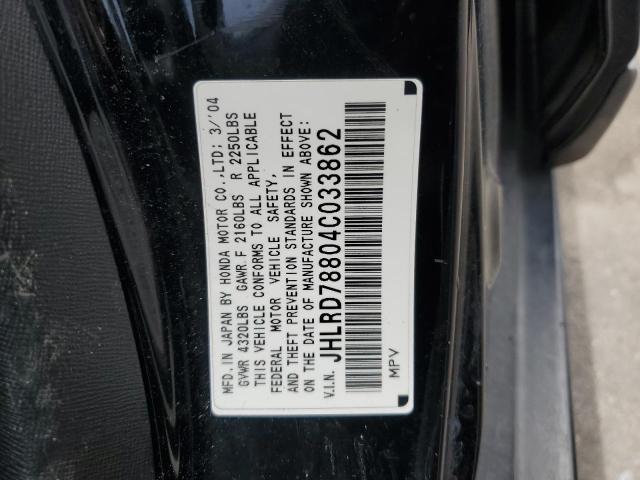 MFD. IN JAPAN BY HONDA MOTOR CO.,LTD; 3/'04
GVWR 4320LBS GAWR F 2160LBS R 2250LBS
THIS VEHICLE CONFORMS TO ALL APPLICABLE
FEDERAL MOTOR VEHICLE SAFETY,
AND THEFT PREVENTION STANDARDS IN EFFECT
ON THE DATE OF MANUFACTURE SHOWN ABOVE:
V.I.N. JHLRD78804C033862
MPV